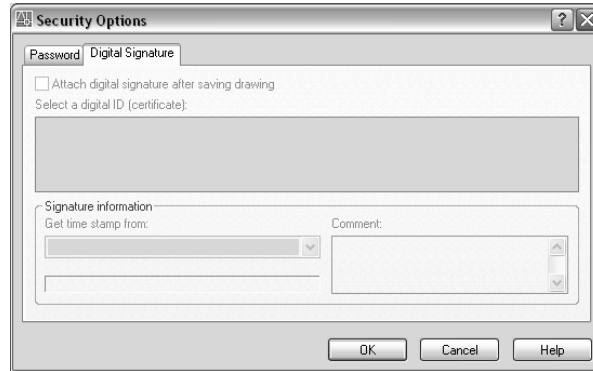 Security Options
Password Digital Signature
Attach digital signature after saving drawing
Select a digital ID (certificate):
Signature information
Get time stamp from: Comment:
OK Cancel Help